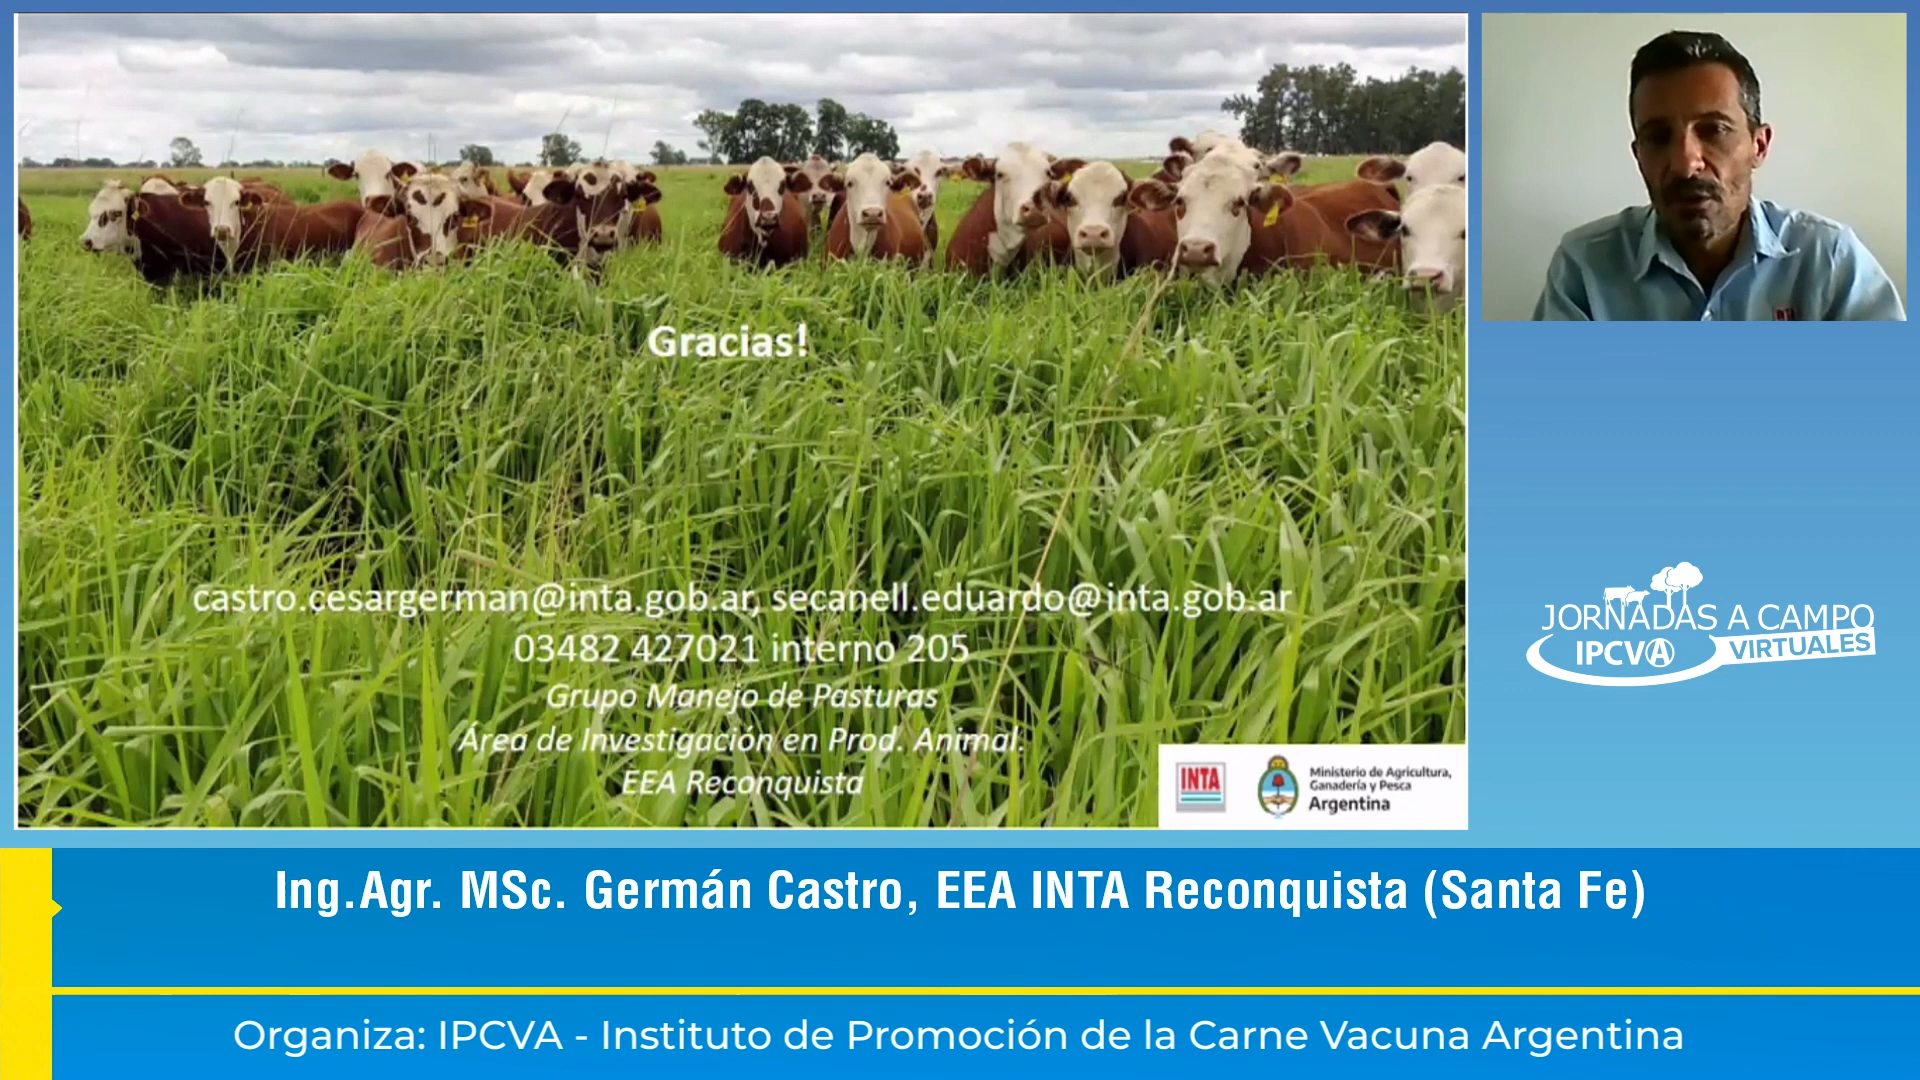 Gracias!
castro.cesargerman@inta.gob.ar, secanell.eduardo@inta.gob.ar
03482 427021 interno 205
Grupo Manejo de Pasturas
Área de Investigación en Prod. Animal.
EEA Reconquista
INTA
Ministerio de Agricultura,
Ganadería y Pesca
Argentina
JORNADAS A CAMPO
IPCVA VIRTUALES
Ing.Agr. MSc. Germán Castro, EEA INTA Reconquista (Santa Fe)
Organiza: IPCVA - Instituto de Promoción de la Carne Vacuna Argentina